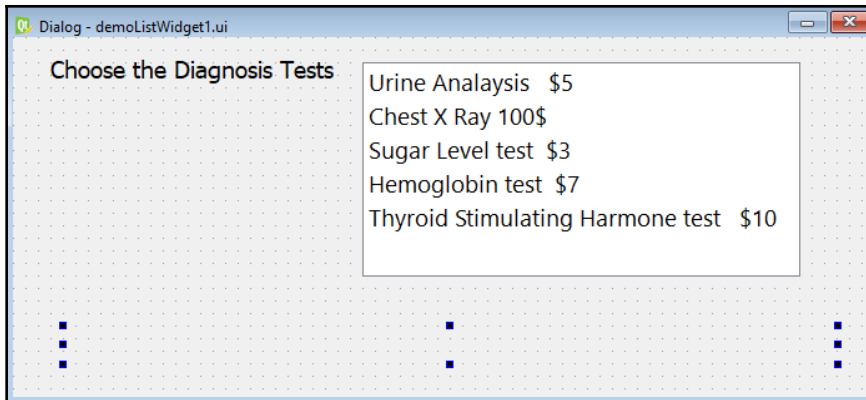 Dialog - demoListWidget1.ui
Choose the Diagnosis Tests
Urine Analaysis $5
Chest X Ray 100$
Sugar Level test $3
Hemoglobin test $7
Thyroid Stimulating Harmone test $10